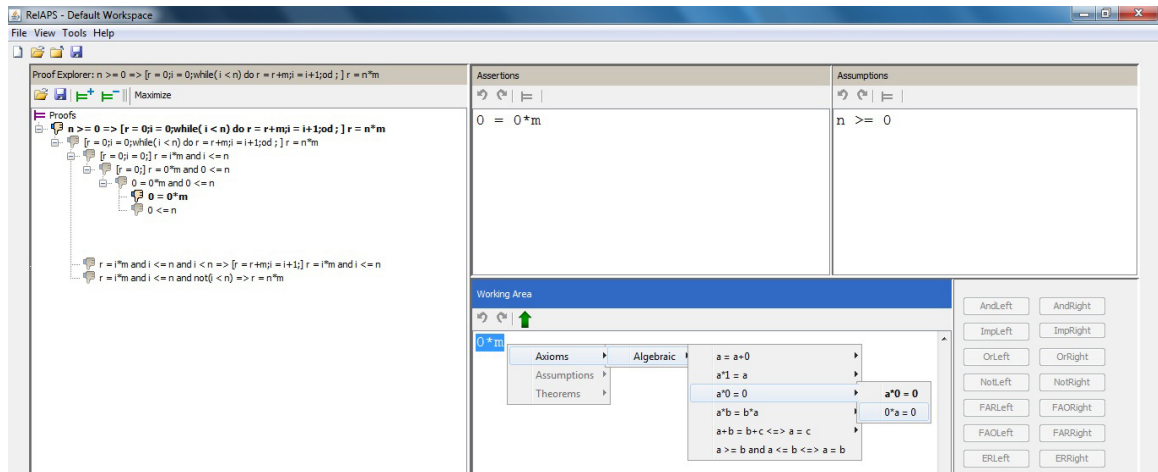 RelAPS - Default Workspace
File View Tools Help
Proof Explorer: n >= 0 => [r = 0;i = 0;while( i < n) do r = r+m;i = i+1;od ; ] r = n*m
Maximize
Proofs
n >= 0 => [r = 0;i = 0;while( i < n) do r = r+m;i = i+1;od ; ] r = n*m
[r = 0;i = 0;while( i < n) do r = r+m;i = i+1;od ; ] r = n*m
[r = 0;i = 0;] r = i*m and i <= n
[r = 0;] r = 0*m and 0 <= n
0 = 0*m and 0 <= n
0 = 0*m
0 <= n
r = i*m and i <= n and i < n => [r = r+m;i = i+1;] r = i*m and i <= n
r = i*m and i <= n and not(i < n) => r = n*m
Assertions
0 = 0*m
Assumptions
n >= 0
Working Area
0*m
Axioms
Assumptions
Theorems
Algebraic
a = a+0
a*1 = a
a*0 = 0
a*b = b*a
a+b = b+c <=> a = c
a >= b and a <= b <=> a = b
a*0 = 0
0*a = 0
AndLeft AndRight
ImpLeft ImpRight
OrLeft OrRight
NotLeft NotRight
FARLeft FAORight
FAOLeft FARRight
ERLeft ERRight